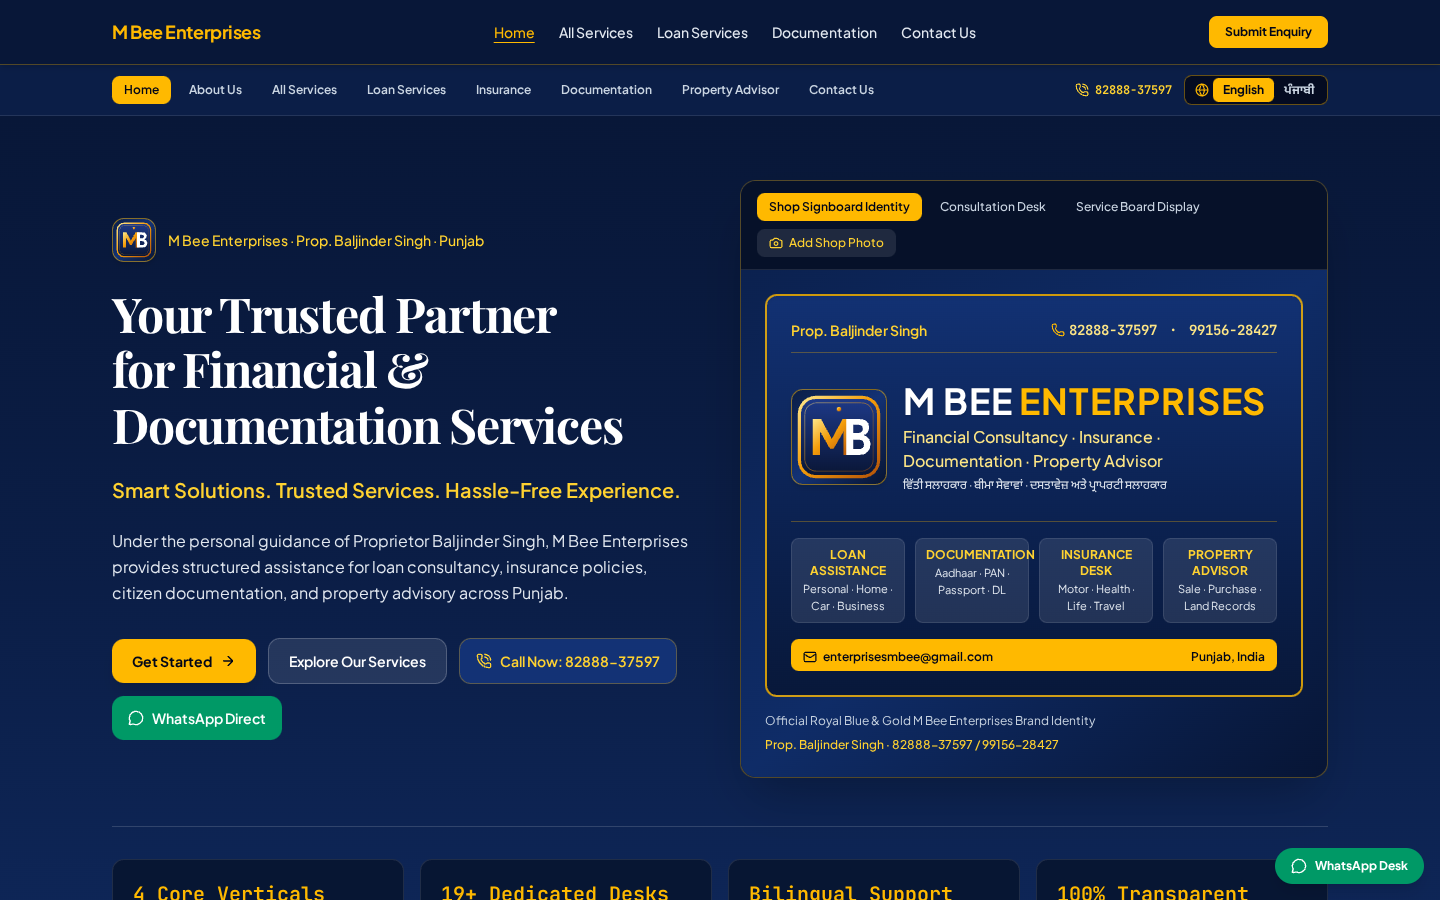 M Bee Enterprises
Home
All Services
Loan Services
Documentation
Contact Us
Submit Enquiry
Home
About Us
All Services
Loan Services
Insurance
Documentation
Property Advisor
Contact Us
82888-37597
English
ਪੰਜਾਬੀ
MB
M Bee Enterprises · Prop. Baljinder Singh · Punjab
Your Trusted Partner
for Financial &
Documentation Services
Smart Solutions. Trusted Services. Hassle-Free Experience.
Under the personal guidance of Proprietor Baljinder Singh, M Bee Enterprises
provides structured assistance for loan consultancy, insurance policies,
citizen documentation, and property advisory across Punjab.
Get Started
Explore Our Services
Call Now: 82888-37597
WhatsApp Direct
Shop Signboard Identity
Consultation Desk
Service Board Display
Add Shop Photo
Prop. Baljinder Singh
82888-37597 · 99156-28427
MB
M BEE ENTERPRISES
Financial Consultancy · Insurance ·
Documentation · Property Advisor
ਵਿੱਤੀ ਸਲਾਹਕਾਰ · ਬੀਮਾ ਸੇਵਾਵਾਂ · ਦਸਤਾਵੇਜ਼ ਅਤੇ ਪ੍ਰਾਪਰਟੀ ਸਲਾਹਕਾਰ
LOAN
ASSISTANCE
Personal · Home ·
Car · Business
DOCUMENTATION
Aadhaar · PAN ·
Passport · DL
INSURANCE
DESK
Motor · Health ·
Life · Travel
PROPERTY
ADVISOR
Sale · Purchase ·
Land Records
enterprisesmbee@gmail.com
Punjab, India
Official Royal Blue & Gold M Bee Enterprises Brand Identity
Prop. Baljinder Singh · 82888-37597 / 99156-28427
4 Core Verticals
19+ Dedicated Desks
Bilingual Support
100% Transparent
WhatsApp Desk